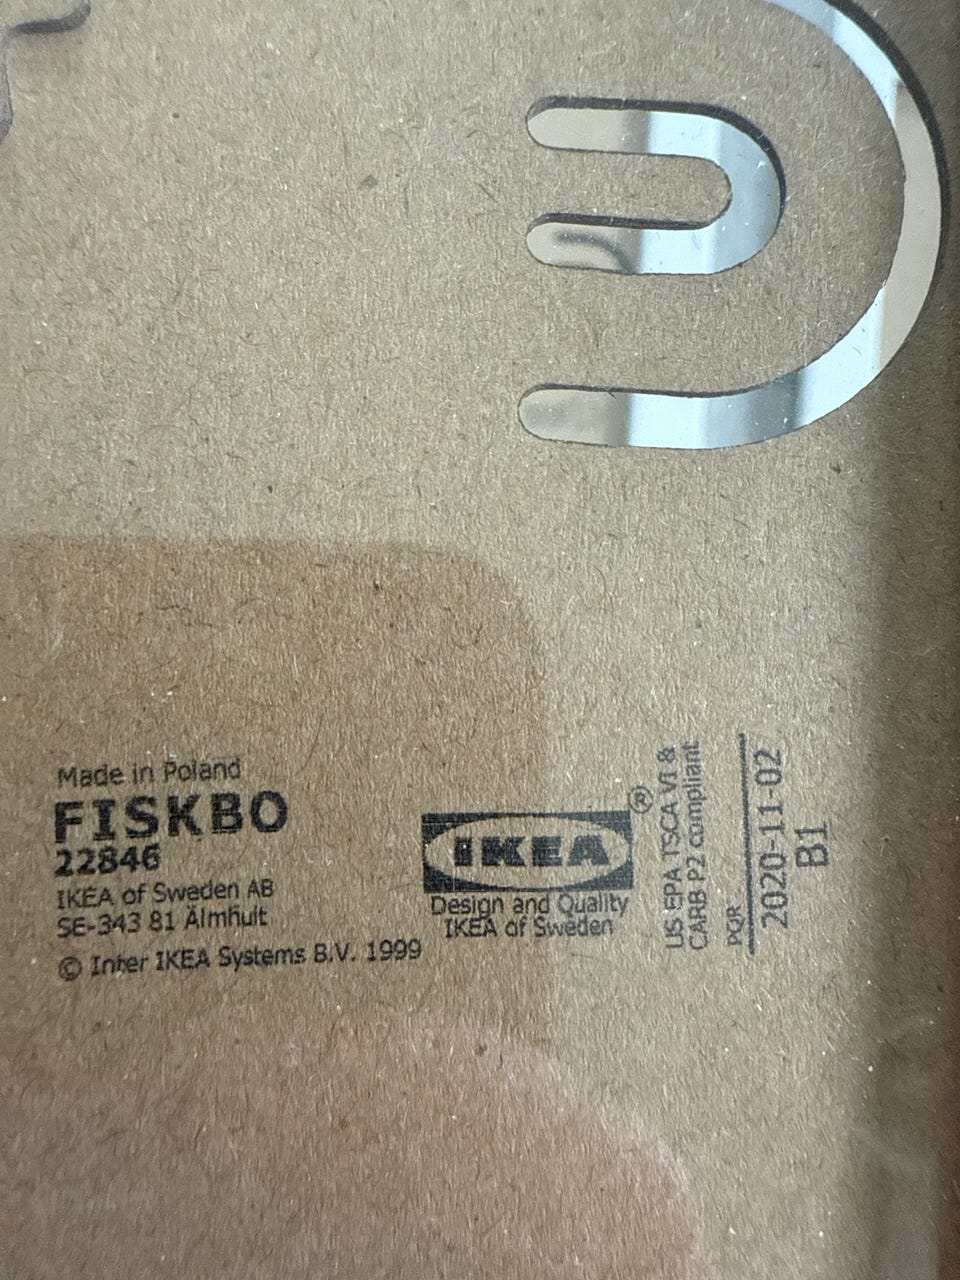 Made in Poland
FISKBO
22846
IKEA of Sweden AB
SE-343 81 Älmhult
© Inter IKEA Systems B.V. 1999
IKEA®
Design and Quality
IKEA of Sweden
US EPA TSCA VI &
CARB P2 compliant
PQR
2020-11-02
B1